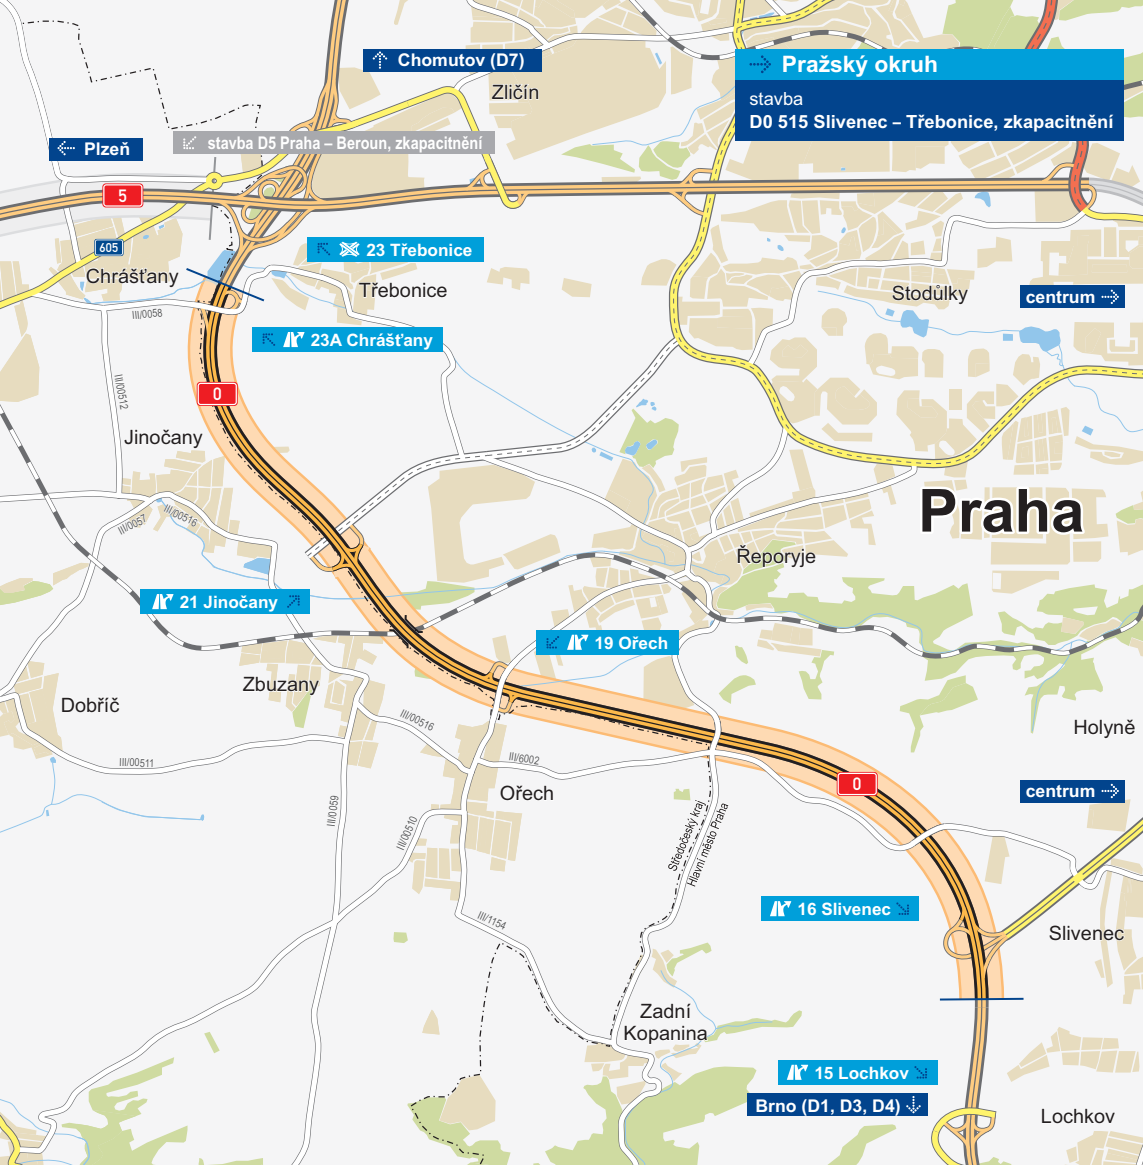 Chomutov (D7)
Zličín
Pražský okruh
stavba
D0 515 Slivenec – Třebonice, zkapacitnění
Plzeň
stavba D5 Praha – Beroun, zkapacitnění
5
605
23 Třebonice
Chrášťany
Třebonice
Stodůlky
centrum
III/0058
23A Chrášťany
III/00512
0
Jinočany
Praha
III/0057
III/00516
Řeporyje
21 Jinočany
19 Ořech
Zbuzany
Dobříč
III/00516
Holyně
III/00511
III/6002
0
Ořech
centrum
III/0059
III/00510
Středočeský kraj
Hlavní město Praha
16 Slivenec
III/1154
Slivenec
Zadní
Kopanina
15 Lochkov
Brno (D1, D3, D4)
Lochkov